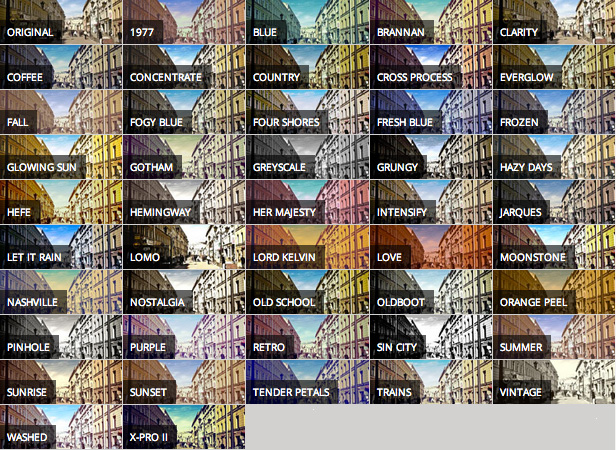 ORIGINAL
1977
BLUE
BRANNAN
CLARITY
COFFEE
CONCENTRATE
COUNTRY
CROSS PROCESS
EVERGLOW
FALL
FOGY BLUE
FOUR SHORES
FRESH BLUE
FROZEN
GLOWING SUN
GOTHAM
GREYSCALE
GRUNGY
HAZY DAYS
HEFE
HEMINGWAY
HER MAJESTY
INTENSIFY
JARQUES
LET IT RAIN
LOMO
LORD KELVIN
LOVE
MOONSTONE
NASHVILLE
NOSTALGIA
OLD SCHOOL
OLDBOOT
ORANGE PEEL
PINHOLE
PURPLE
RETRO
SIN CITY
SUMMER
SUNRISE
SUNSET
TENDER PETALS
TRAINS
VINTAGE
WASHED
X-PRO II